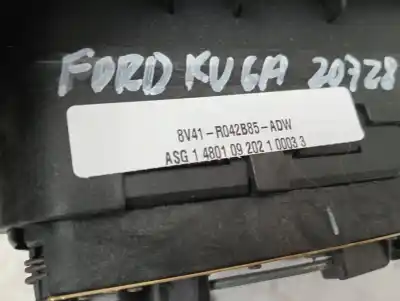 FORD KUGA 20728
8V41-R042B85-ADW
ASG 1 4801 09 202 1 0003 3